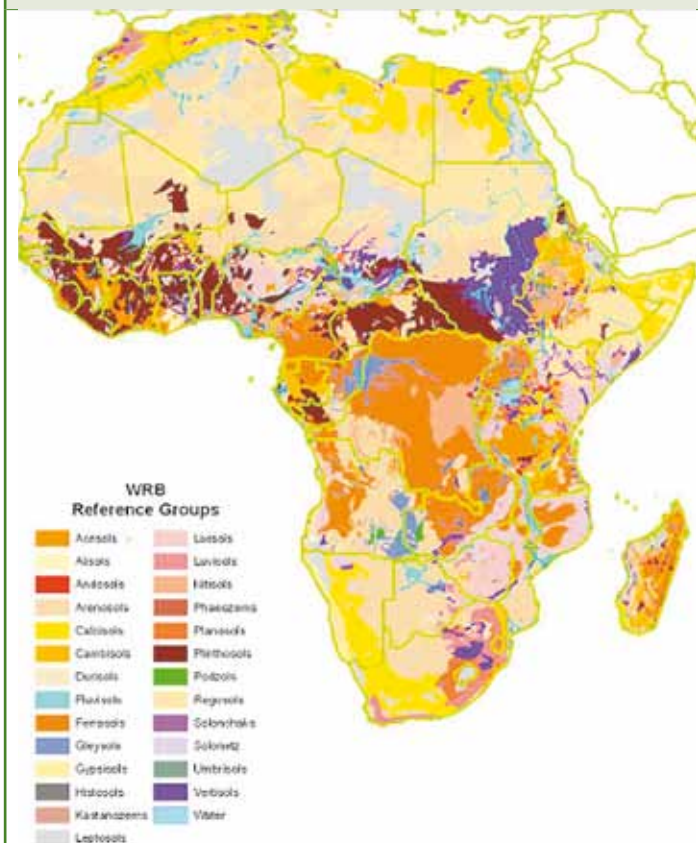 WRB
Reference Groups
Acrisols
Alisols
Andosols
Arenosols
Calcisols
Cambisols
Durisols
Fluvisols
Ferralsols
Gleysols
Gypsisols
Histosols
Kastanozems
Leptosols
Lixisols
Luvisols
Nitisols
Phaeozems
Planosols
Plinthosols
Podzols
Regosols
Solonchaks
Solonetz
Umbrisols
Vertisols
Water